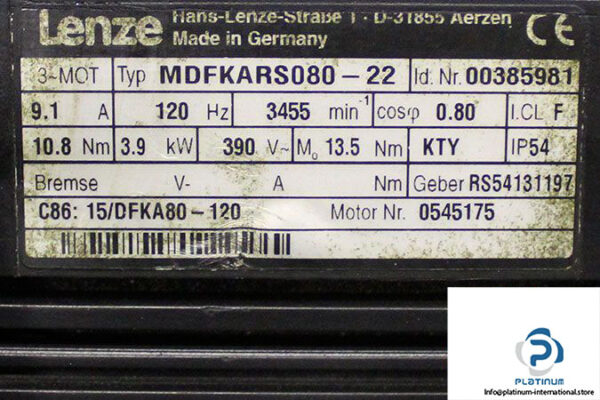 Lenze Hans-Lenze-Straße 1 · D-31855 Aerzen
Made in Germany CE
3~MOT Typ MDFKARS080-22 Id. Nr. 00385981
9.1 A 120 Hz 3455 min-1 cosφ 0.80 I.CL F
10.8 Nm 3.9 kW 390 V~ Mo 13.5 Nm KTY IP54
Bremse V- A Nm Geber RS54131197
C86: 15/DFKA80-120 Motor Nr. 0545175
PLATINUM
Info@platinum-international.store